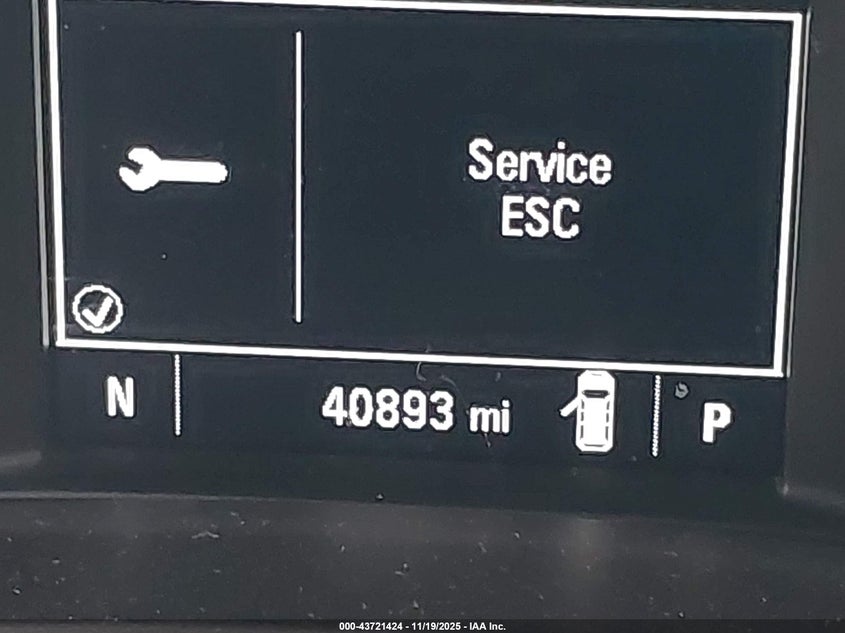 Service
ESC
N
40893 mi
P
000-43721424 - 11/19/2025 - IAA Inc.